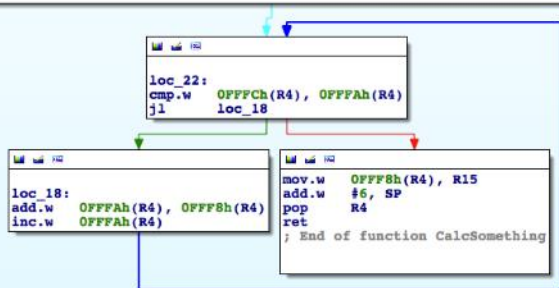 loc_22:
cmp.w 0FFFCh(R4), 0FFFAh(R4)
jl loc_18
loc_18:
add.w 0FFFAh(R4), 0FFF8h(R4)
inc.w 0FFFAh(R4)
mov.w 0FFF8h(R4), R15
add.w #6, SP
pop R4
ret
; End of function CalcSomething